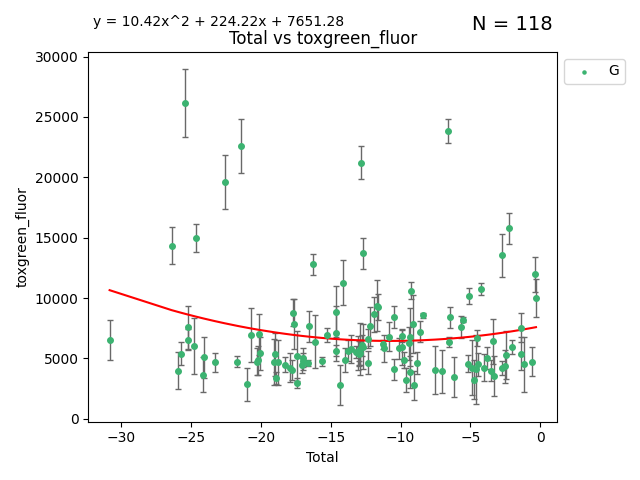 y = 10.42x^2 + 224.22x + 7651.28
N = 118
Total vs toxgreen_fluor
G
30000
25000
20000
15000
10000
5000
0
toxgreen_fluor
−30 −25 −20 −15 −10 −5 0
Total